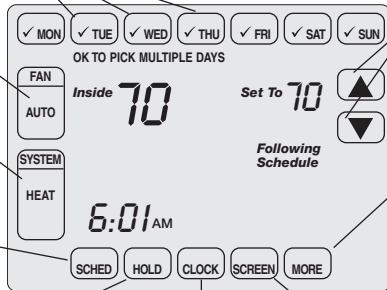 ✓ MON ✓ TUE ✓ WED ✓ THU ✓ FRI ✓ SAT ✓ SUN
OK TO PICK MULTIPLE DAYS
FAN
AUTO
Inside 70
Set To 70
Following
Schedule
SYSTEM
HEAT
6:01 AM
SCHED HOLD CLOCK SCREEN MORE